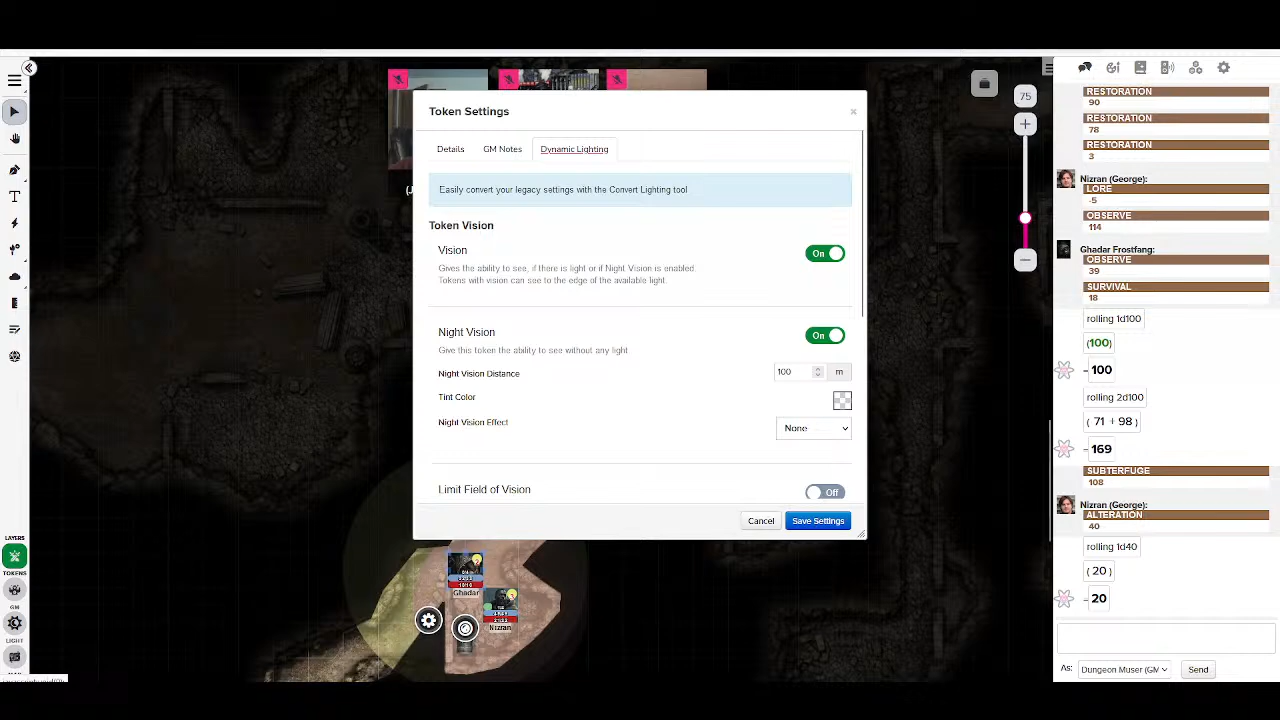 Token Settings
×
Details
GM Notes
Dynamic Lighting
Easily convert your legacy settings with the Convert Lighting tool
Token Vision
Vision
On
Gives the ability to see, if there is light or if Night Vision is enabled.
Tokens with vision can see to the edge of the available light.
Night Vision
On
Give this token the ability to see without any light
Night Vision Distance
100
m
Tint Color
Night Vision Effect
None
Limit Field of Vision
Off
Cancel
Save Settings
75
LAYERS
TOKENS
GM
LIGHT
Ghadar
Nizran
RESTORATION
90
RESTORATION
78
RESTORATION
3
Nizran (George):
LORE
-5
OBSERVE
114
Ghadar Frostfang:
OBSERVE
39
SURVIVAL
18
rolling 1d100
(100)
= 100
rolling 2d100
( 71 + 98 )
= 169
SUBTERFUGE
108
Nizran (George):
ALTERATION
40
rolling 1d40
( 20 )
= 20
As:
Dungeon Muser (GM
Send